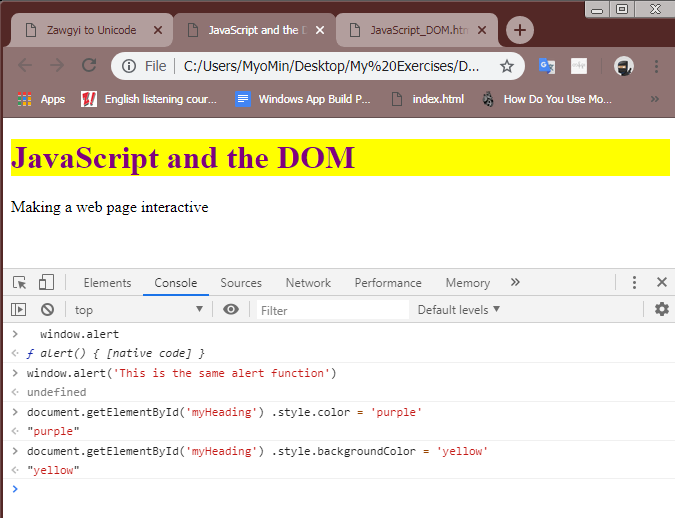 Zawgyi to Unicode
JavaScript and the D
JavaScript_DOM.htm
File
C:/Users/MyoMin/Desktop/My%20Exercises/D...
Apps
English listening cour...
Windows App Build P...
index.html
How Do You Use Mo...
»
JavaScript and the DOM
Making a web page interactive
Elements
Console
Sources
Network
Performance
Memory
»
top
Filter
Default levels
window.alert
ƒ alert() { [native code] }
window.alert('This is the same alert function')
undefined
document.getElementById('myHeading') .style.color = 'purple'
"purple"
document.getElementById('myHeading') .style.backgroundColor = 'yellow'
"yellow"